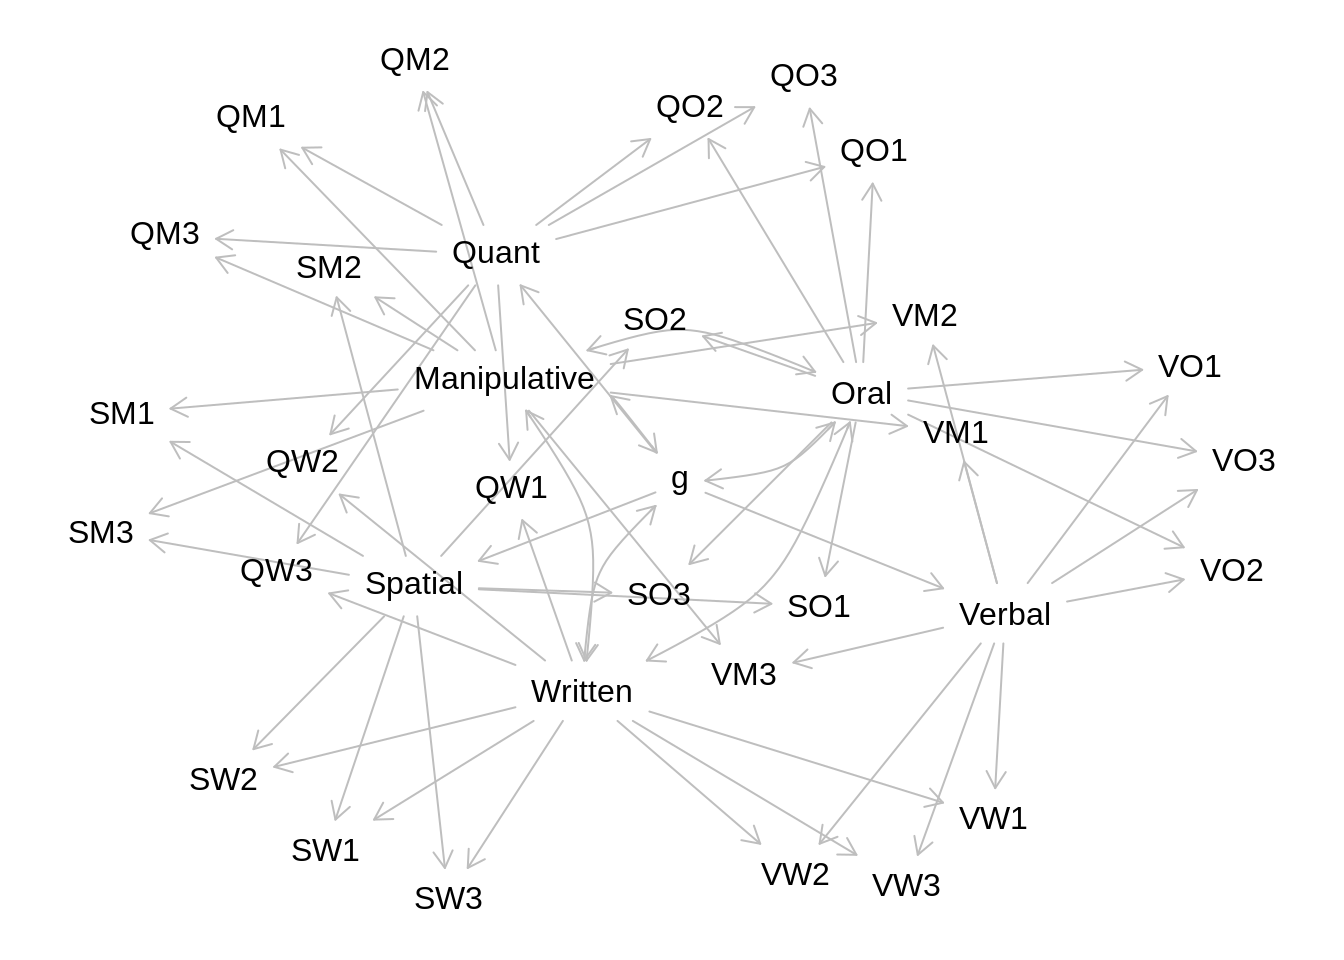 QM2
QO3
QO2
QM1
QO1
QM3
Quant
SM2
VM2
SO2
VO1
Manipulative
Oral
SM1
VM1
QW2
VO3
g
QW1
SM3
QW3
VO2
Spatial
SO3
SO1
Verbal
VM3
Written
SW2
VW1
SW1
VW2
VW3
SW3